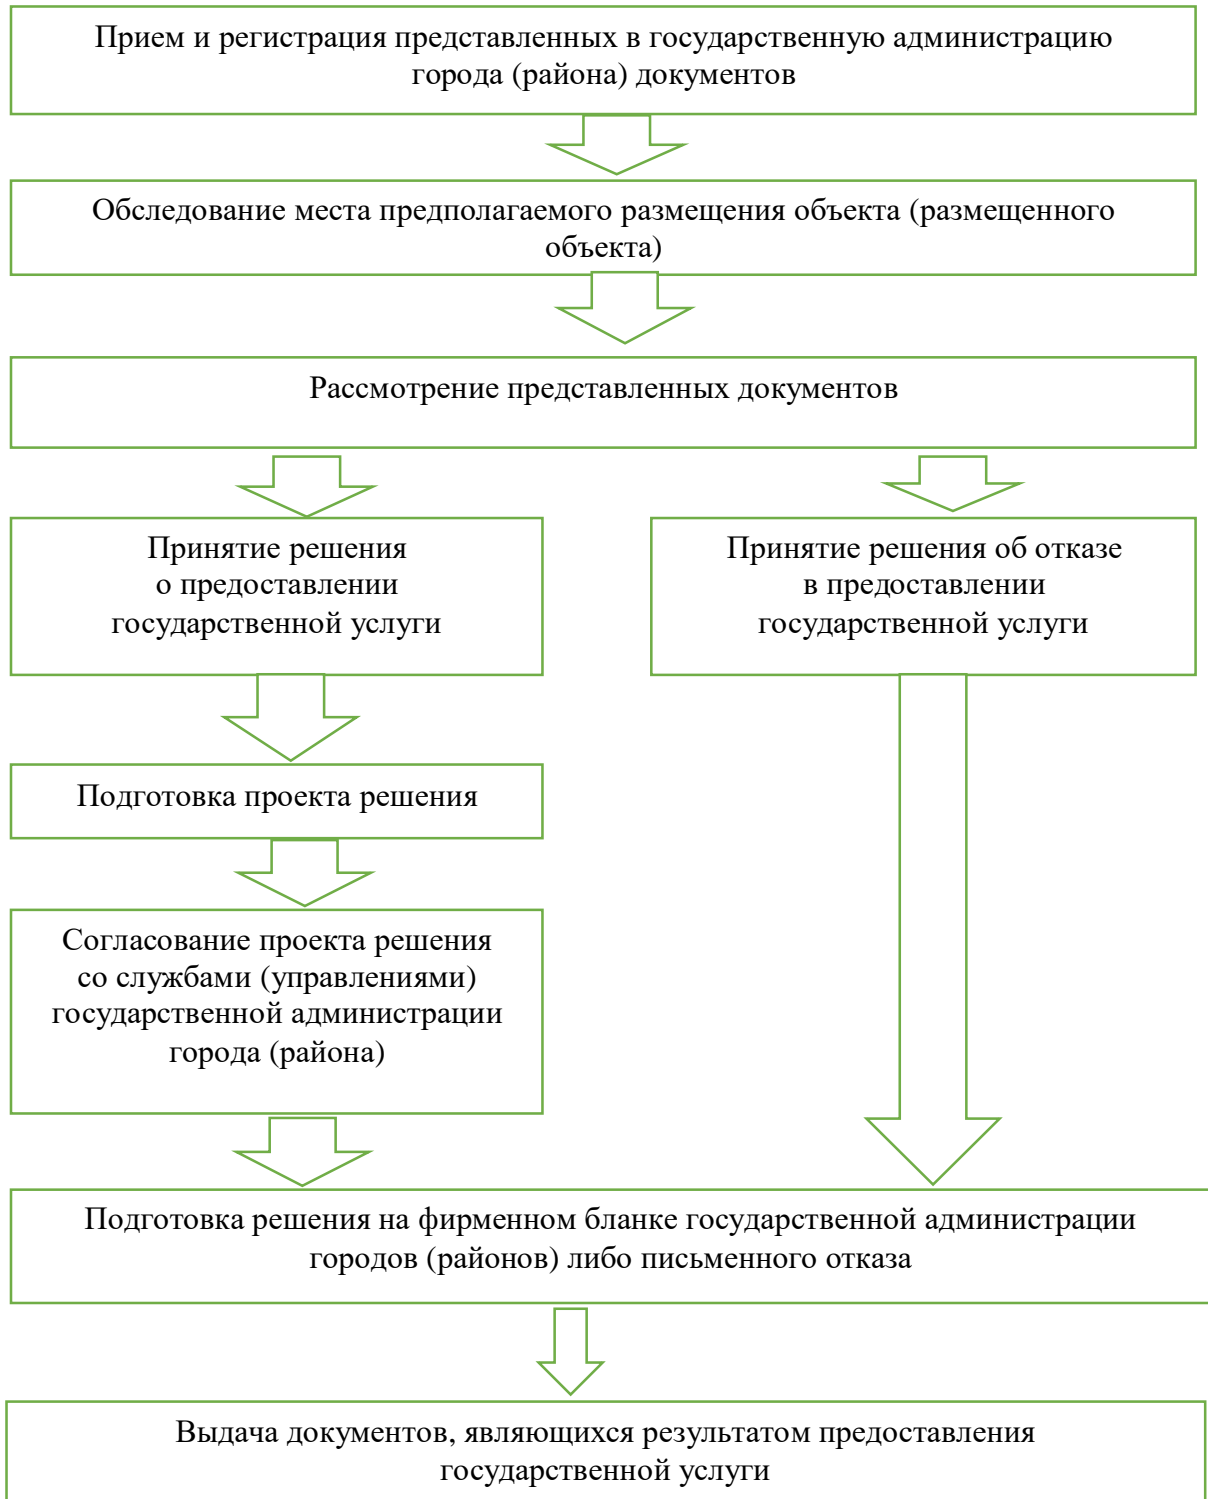 Прием и регистрация представленных в государственную администрацию
города (района) документов
Обследование места предполагаемого размещения объекта (размещенного
объекта)
Рассмотрение представленных документов
Принятие решения
о предоставлении
государственной услуги
Принятие решения об отказе
в предоставлении
государственной услуги
Подготовка проекта решения
Согласование проекта решения
со службами (управлениями)
государственной администрации
города (района)
Подготовка решения на фирменном бланке государственной администрации
городов (районов) либо письменного отказа
Выдача документов, являющихся результатом предоставления
государственной услуги